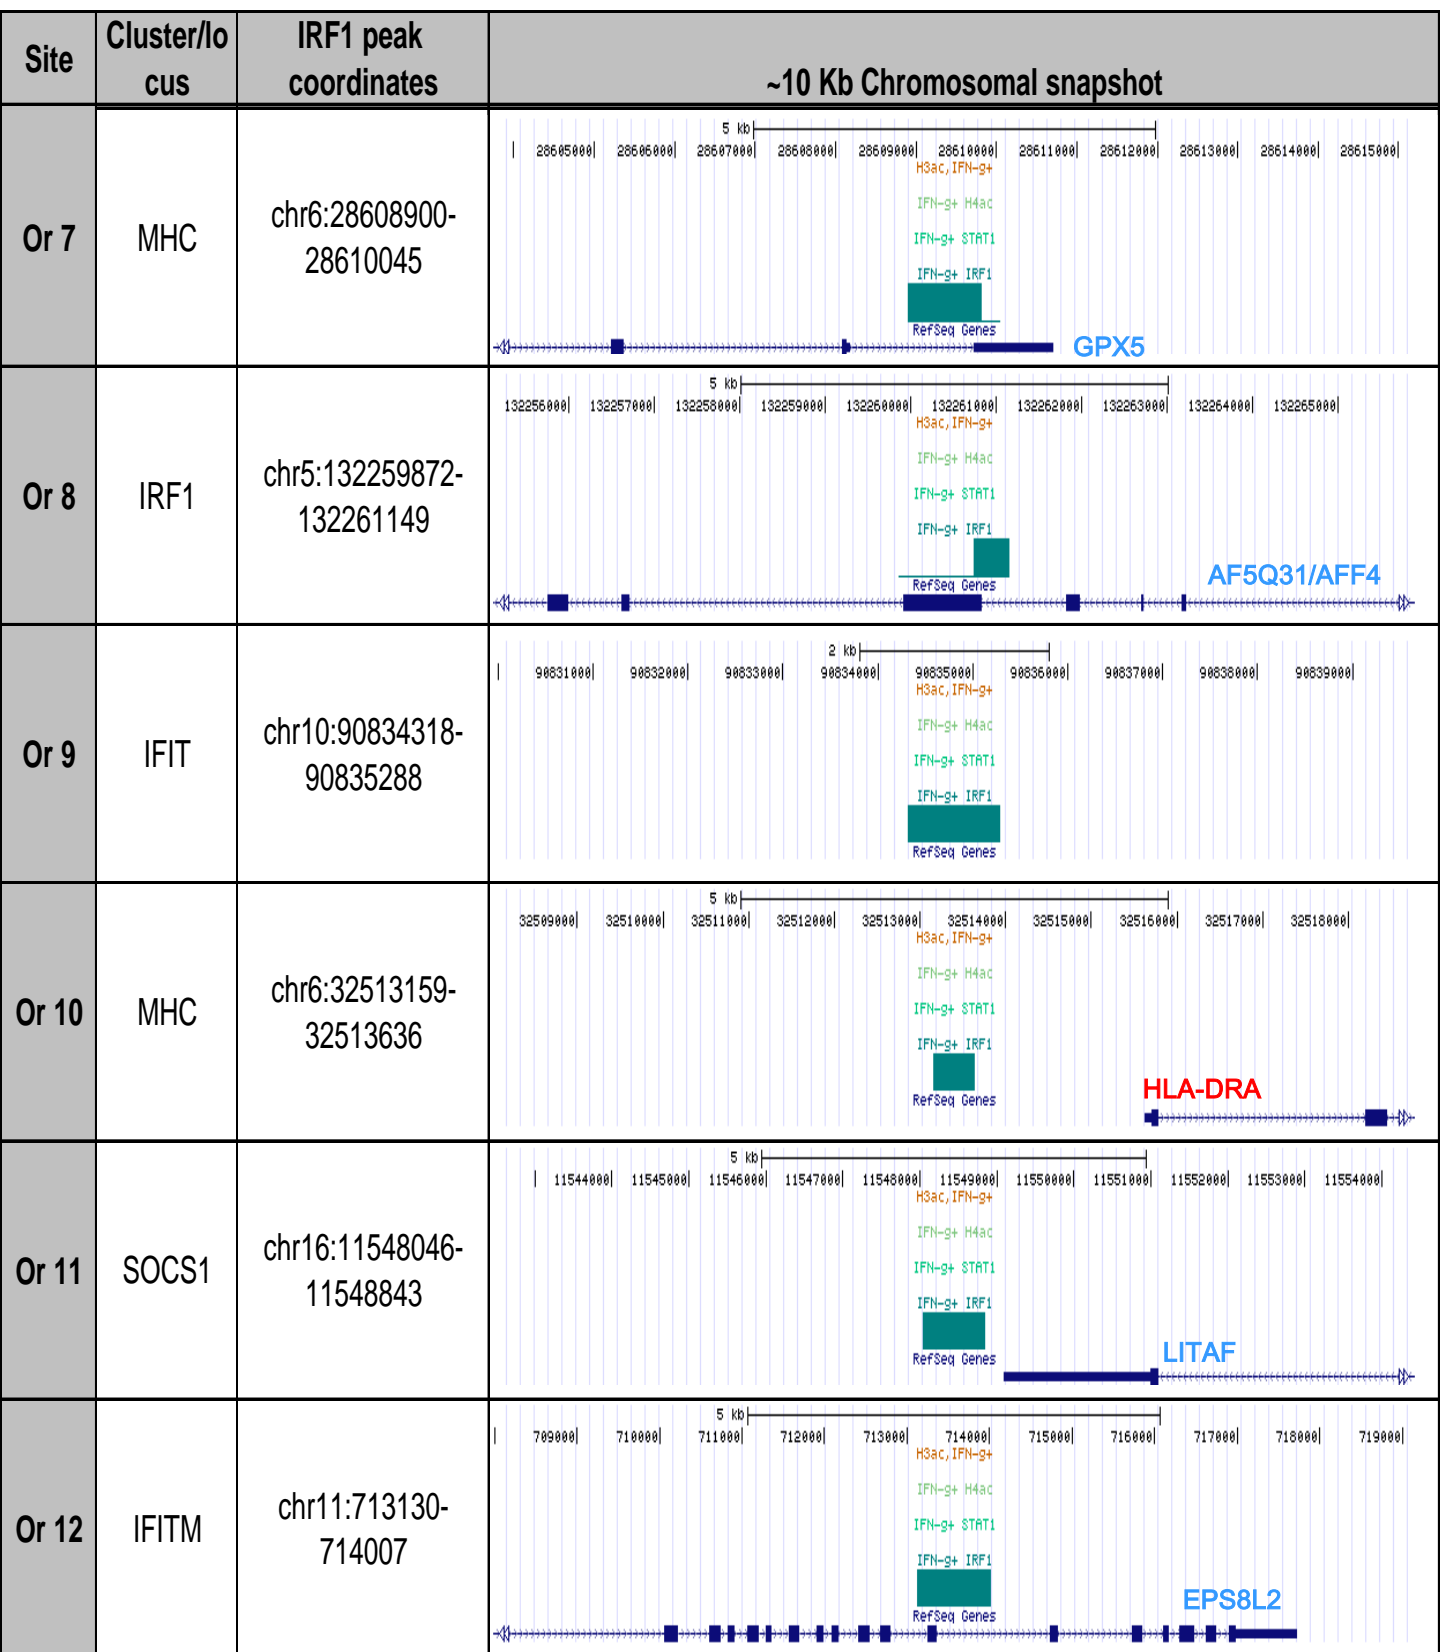 Site
Cluster/lo
cus
IRF1 peak
coordinates
~10 Kb Chromosomal snapshot
Or 7
MHC
chr6:28608900-
28610045
5 kb
28605000| 28606000| 28607000| 28608000| 28609000| 28610000| 28611000| 28612000| 28613000| 28614000| 28615000|
H3ac,IFN-g+
IFN-g+ H4ac
IFN-g+ STAT1
IFN-g+ IRF1
RefSeq Genes
GPX5
Or 8
IRF1
chr5:132259872-
132261149
5 kb
132256000| 132257000| 132258000| 132259000| 132260000| 132261000| 132262000| 132263000| 132264000| 132265000|
H3ac,IFN-g+
IFN-g+ H4ac
IFN-g+ STAT1
IFN-g+ IRF1
RefSeq Genes
AF5Q31/AFF4
Or 9
IFIT
chr10:90834318-
90835288
2 kb
90831000| 90832000| 90833000| 90834000| 90835000| 90836000| 90837000| 90838000| 90839000|
H3ac,IFN-g+
IFN-g+ H4ac
IFN-g+ STAT1
IFN-g+ IRF1
RefSeq Genes
Or 10
MHC
chr6:32513159-
32513636
5 kb
32509000| 32510000| 32511000| 32512000| 32513000| 32514000| 32515000| 32516000| 32517000| 32518000|
H3ac,IFN-g+
IFN-g+ H4ac
IFN-g+ STAT1
IFN-g+ IRF1
RefSeq Genes
HLA-DRA
Or 11
SOCS1
chr16:11548046-
11548843
5 kb
11544000| 11545000| 11546000| 11547000| 11548000| 11549000| 11550000| 11551000| 11552000| 11553000| 11554000|
H3ac,IFN-g+
IFN-g+ H4ac
IFN-g+ STAT1
IFN-g+ IRF1
RefSeq Genes
LITAF
Or 12
IFITM
chr11:713130-
714007
5 kb
709000| 710000| 711000| 712000| 713000| 714000| 715000| 716000| 717000| 718000| 719000|
H3ac,IFN-g+
IFN-g+ H4ac
IFN-g+ STAT1
IFN-g+ IRF1
RefSeq Genes
EPS8L2